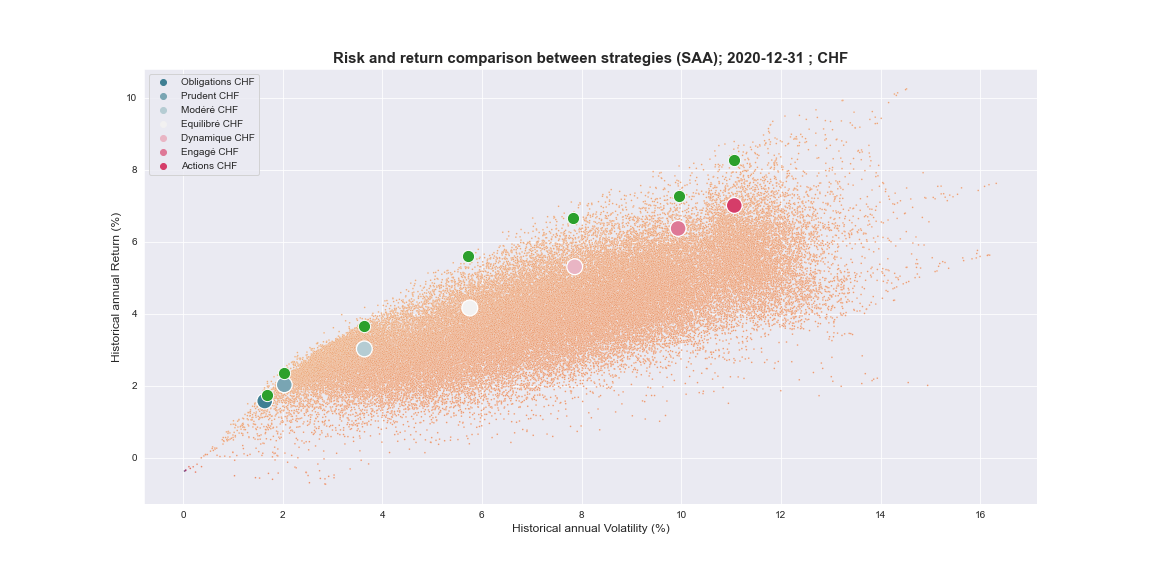 Risk and return comparison between strategies (SAA); 2020-12-31 ; CHF
Obligations CHF
Prudent CHF
Modéré CHF
Equilibré CHF
Dynamique CHF
Engagé CHF
Actions CHF
10
8
6
4
2
0
Historical annual Return (%)
0 2 4 6 8 10 12 14 16
Historical annual Volatility (%)